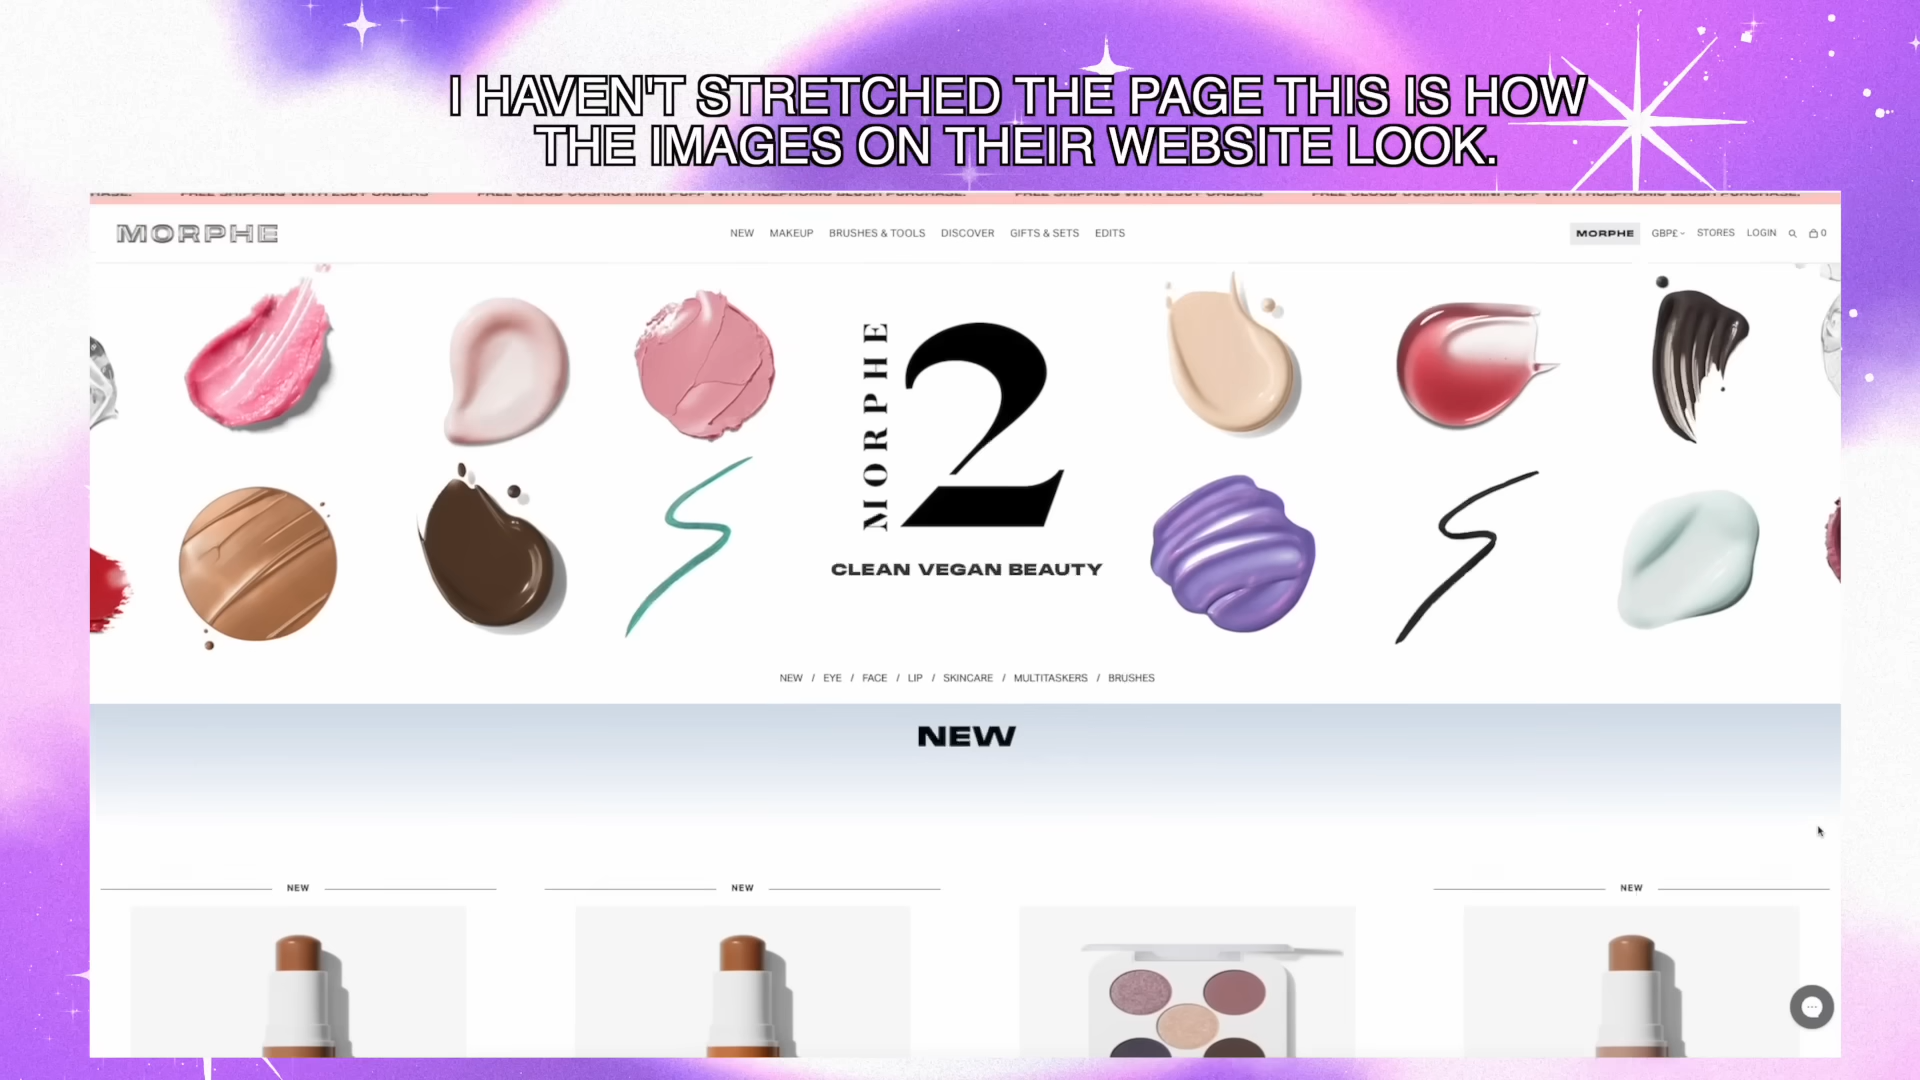 I HAVEN'T STRETCHED THE PAGE THIS IS HOW
THE IMAGES ON THEIR WEBSITE LOOK.
MORPHE
NEW MAKEUP BRUSHES & TOOLS DISCOVER GIFTS & SETS EDITS
MORPHE GBP£ STORES LOGIN 0
MORPHE
2
CLEAN VEGAN BEAUTY
NEW / EYE / FACE / LIP / SKINCARE / MULTITASKERS / BRUSHES
NEW
NEW NEW NEW